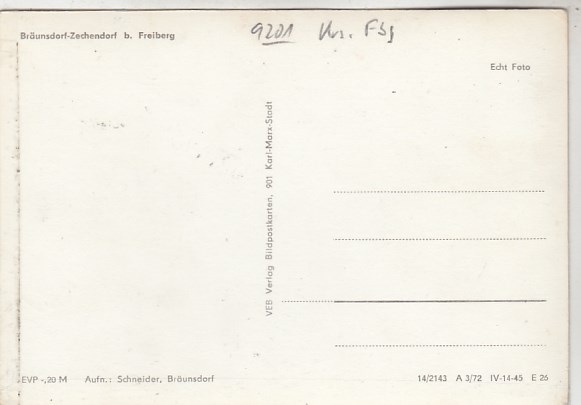 Bräunsdorf-Zechendorf b. Freiberg
9201 Krs. Fbg
Echt Foto
VEB Verlag Bildpostkarten, 901 Karl-Marx-Stadt
EVP -,20 M Aufn.: Schneider, Bräunsdorf
14/2143 A 3/72 IV-14-45 E 26